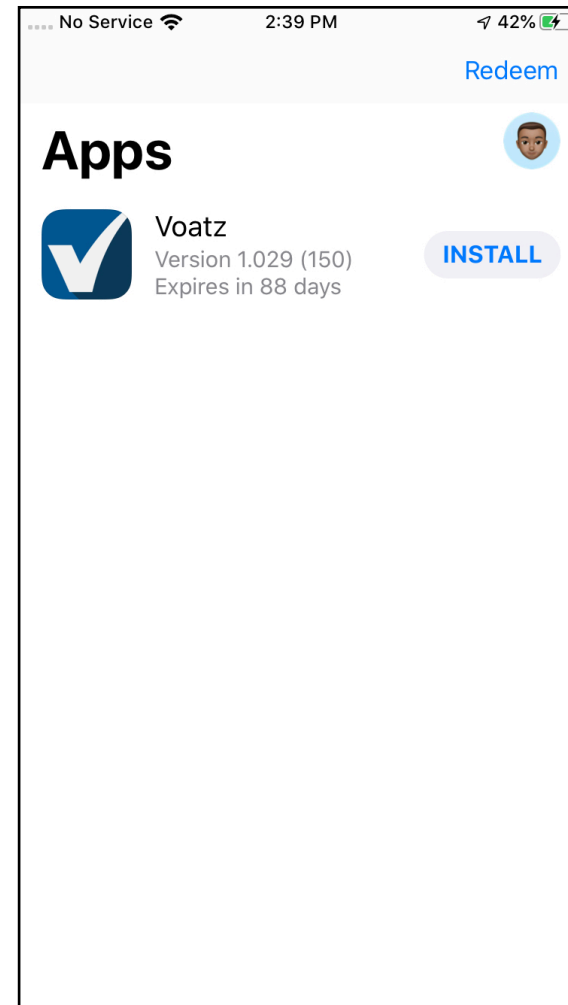 No Service 2:39 PM 42%
Redeem
Apps
Voatz
Version 1.029 (150)
Expires in 88 days
INSTALL